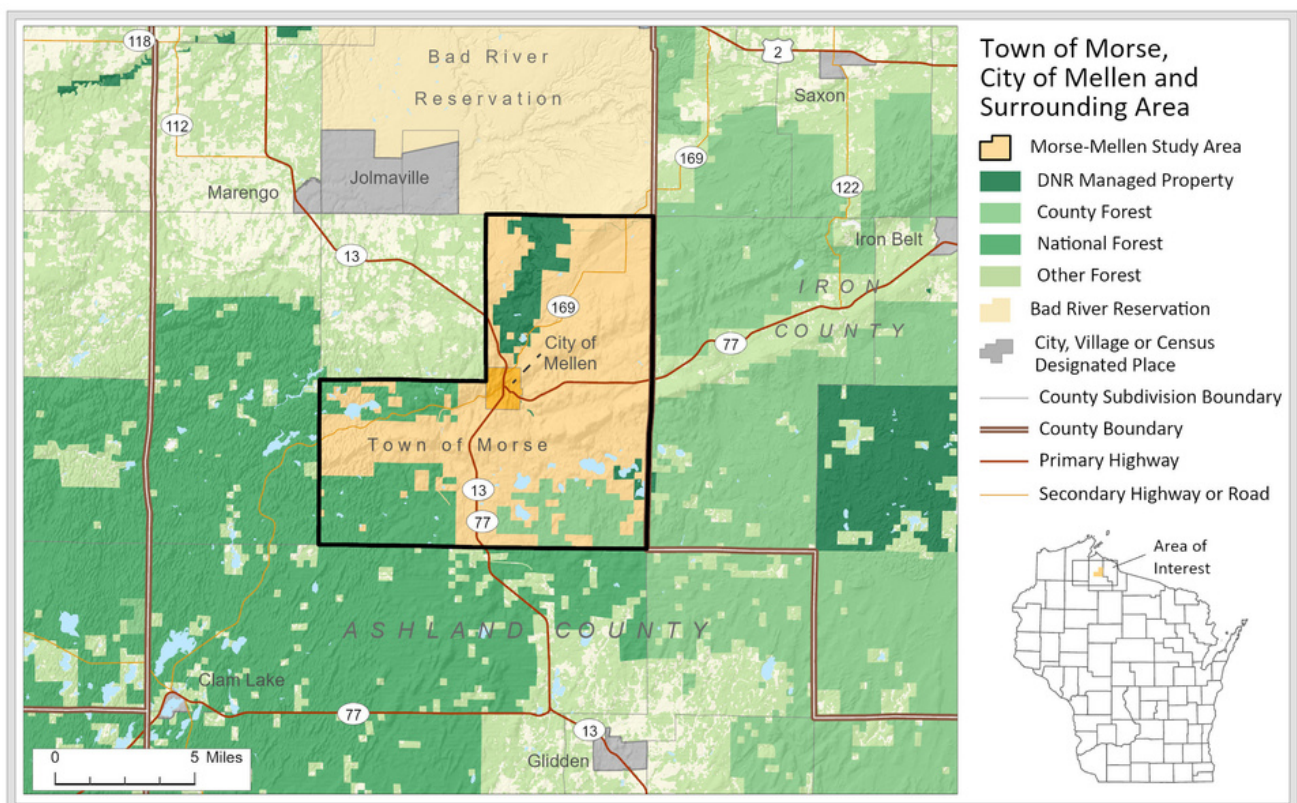 118
Bad River
Reservation
2
Saxon
112
169
Marengo
Jolmaville
122
13
Iron Belt
IRON
COUNTY
169
City of
Mellen
77
Town of Morse
13
77
ASHLAND COUNTY
Clam Lake
77
13
Glidden
0 5 Miles
Town of Morse,
City of Mellen and
Surrounding Area
Morse-Mellen Study Area
DNR Managed Property
County Forest
National Forest
Other Forest
Bad River Reservation
City, Village or Census
Designated Place
County Subdivision Boundary
County Boundary
Primary Highway
Secondary Highway or Road
Area of
Interest